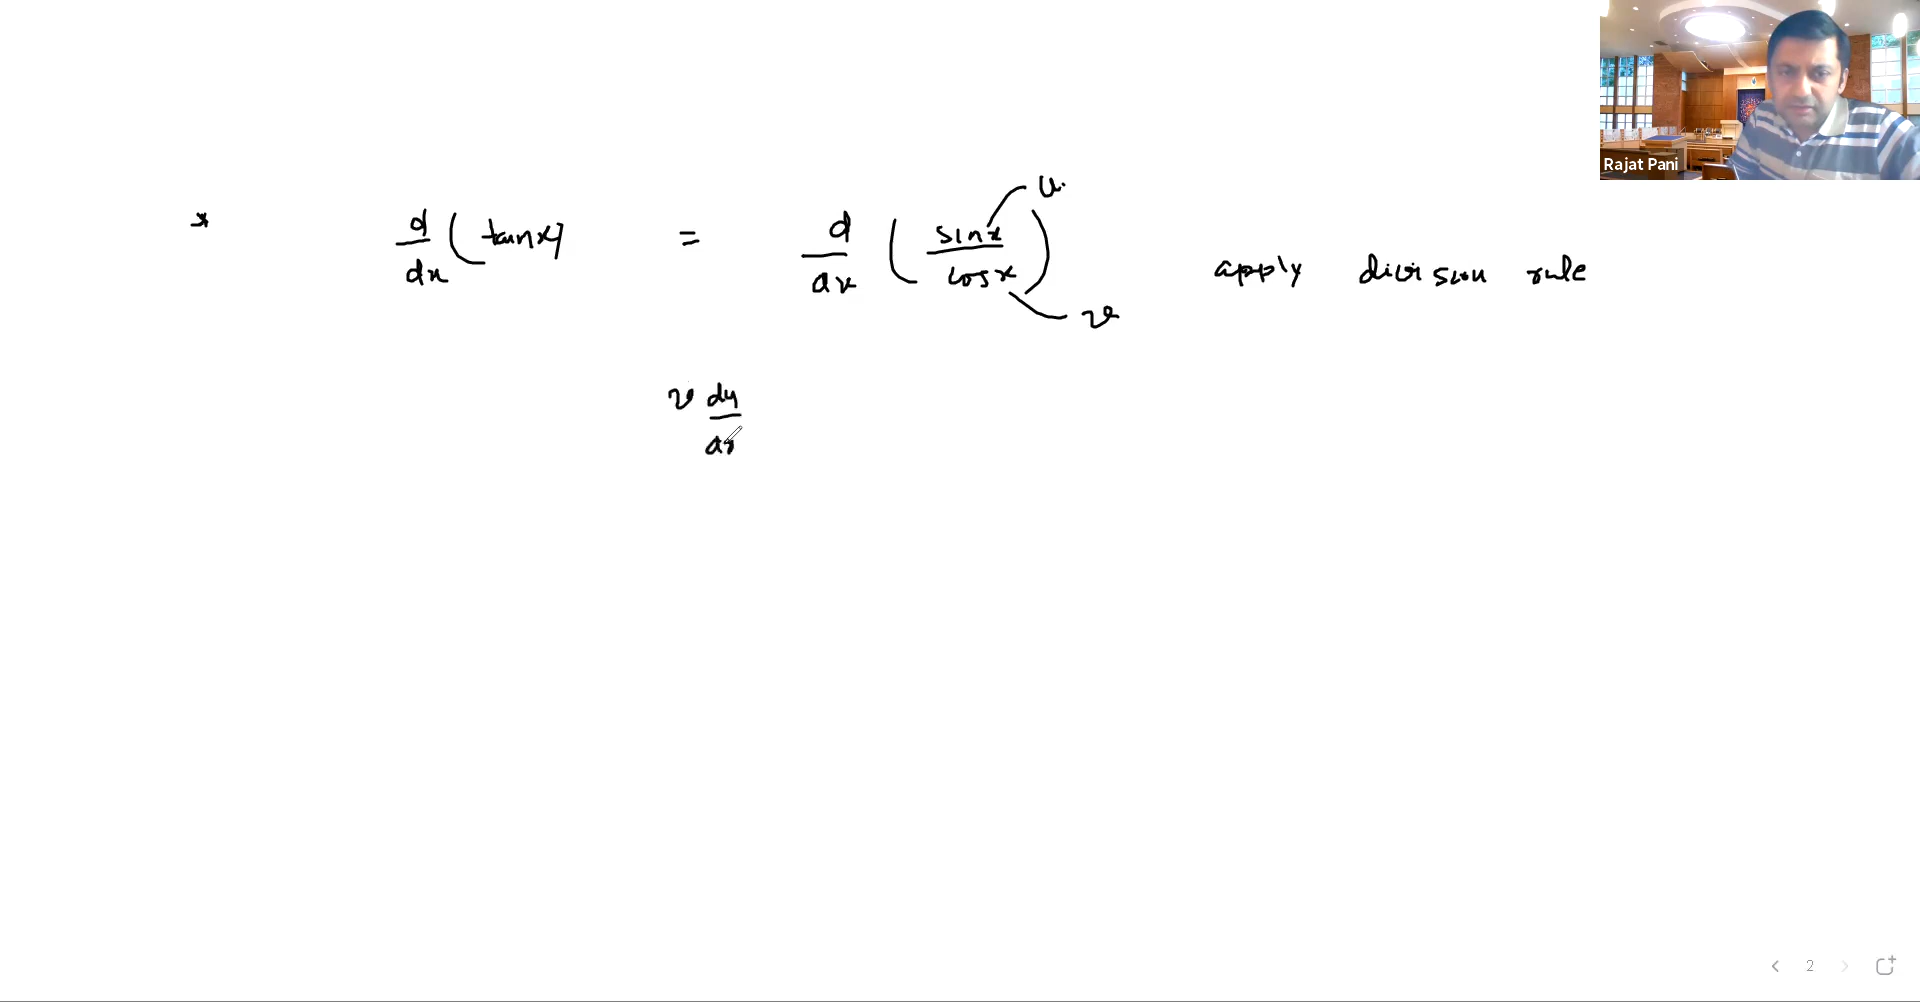 Rajat Pani
* d/dx (tanx) = d/dx (sinx/cosx) u v apply division rule
v du/dx
2